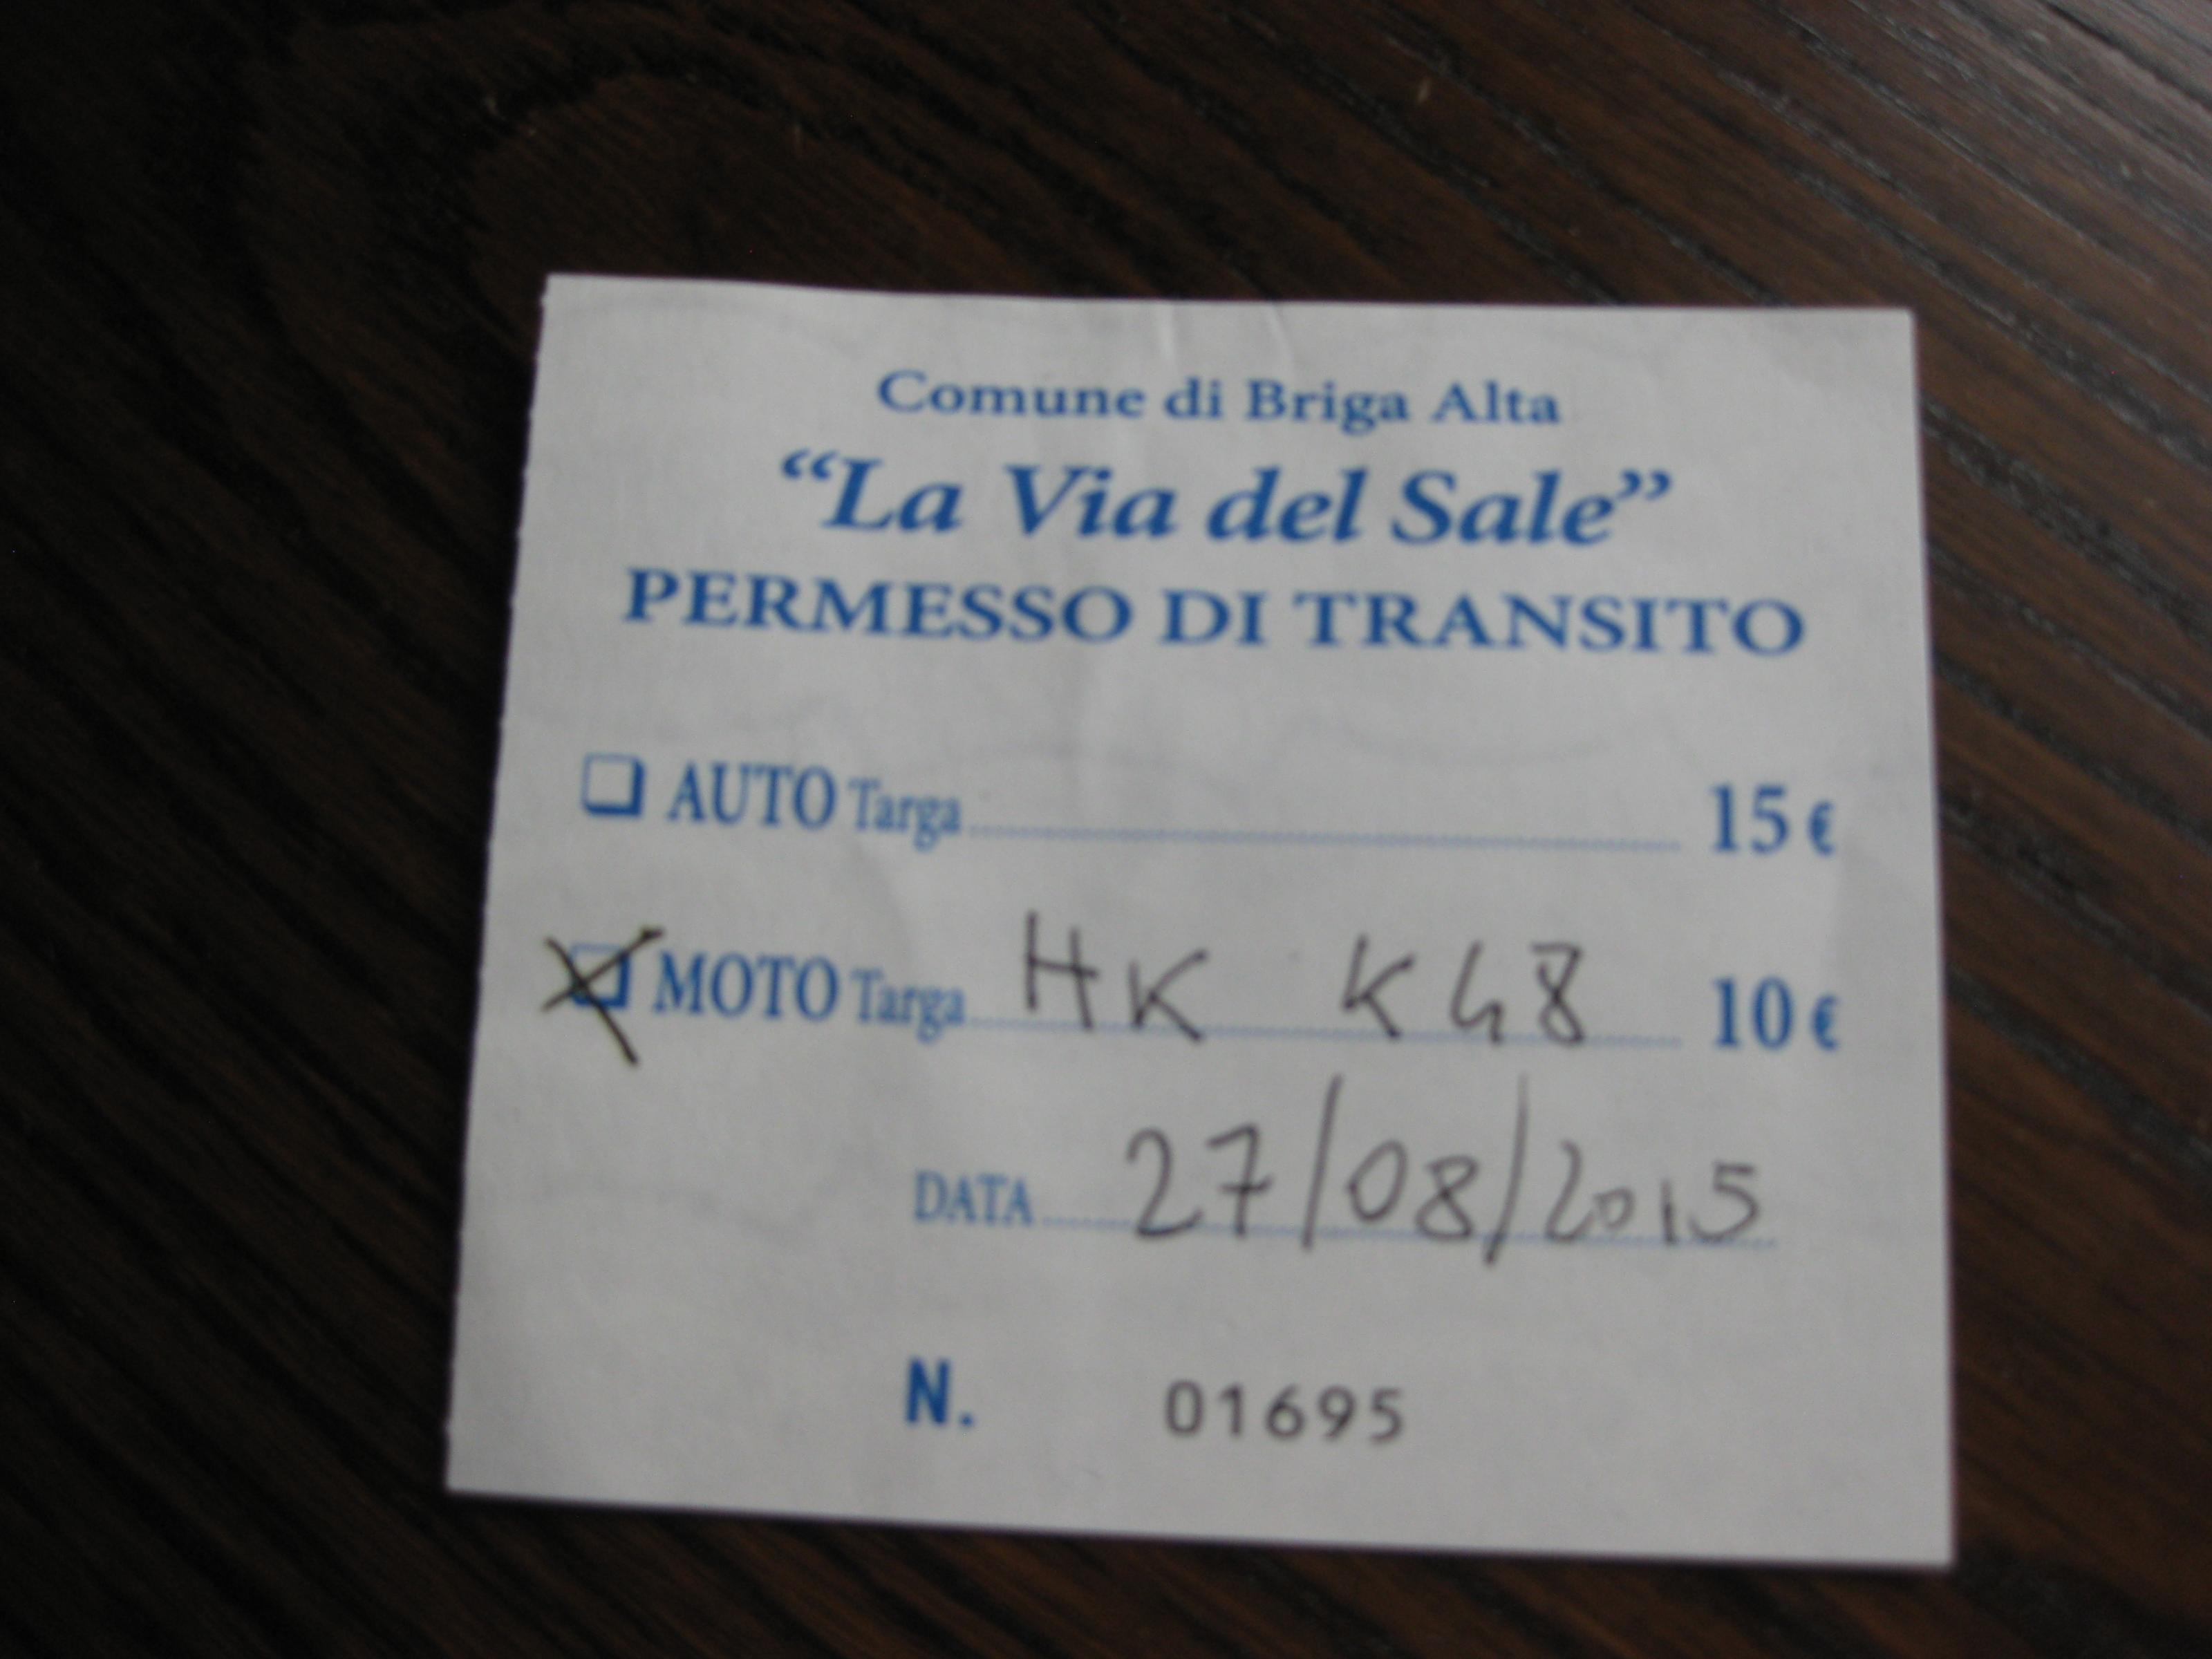 Comune di Briga Alta
“La Via del Sale”
PERMESSO DI TRANSITO
❏ AUTO Targa.................... 15 €
❏ MOTO Targa HK K48 10 €
DATA 27/08/2015
N. 01695